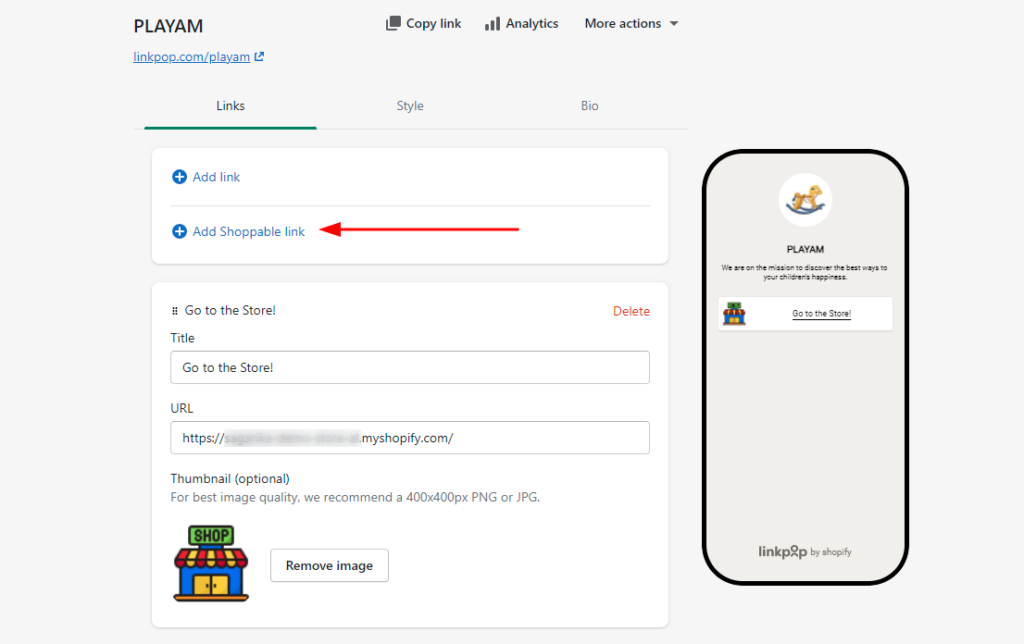 PLAYAM
Copy link
Analytics
More actions
linkpop.com/playam
Links
Style
Bio
Add link
Add Shoppable link
Go to the Store!
Delete
Title
Go to the Store!
URL
https:// .myshopify.com/
Thumbnail (optional)
For best image quality, we recommend a 400x400px PNG or JPG.
SHOP
Remove image
PLAYAM
We are on the mission to discover the best ways to
your children's happiness.
Go to the Store!
linkpop by shopify